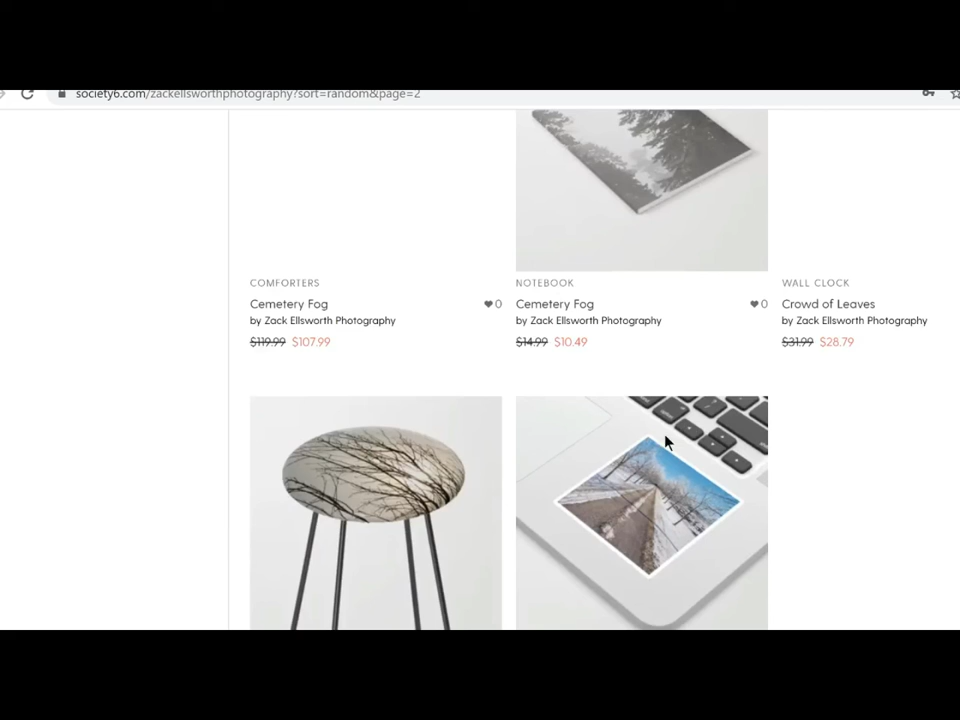 society6.com/zackellsworthphotography?sort=random&page=2
COMFORTERS
Cemetery Fog
0
by Zack Ellsworth Photography
$119.99 $107.99
NOTEBOOK
Cemetery Fog
0
by Zack Ellsworth Photography
$14.99 $10.49
WALL CLOCK
Crowd of Leaves
by Zack Ellsworth Photography
$31.99 $28.79